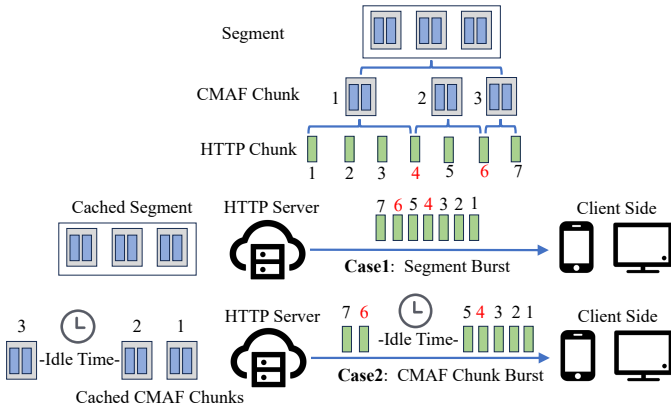 Segment
CMAF Chunk
1 2 3
HTTP Chunk
1 2 3 4 5 6 7
Cached Segment
HTTP Server
7 6 5 4 3 2 1
Client Side
Case1: Segment Burst
3 2 1
-Idle Time-
Cached CMAF Chunks
HTTP Server
7 6 5 4 3 2 1
-Idle Time-
Client Side
Case2: CMAF Chunk Burst